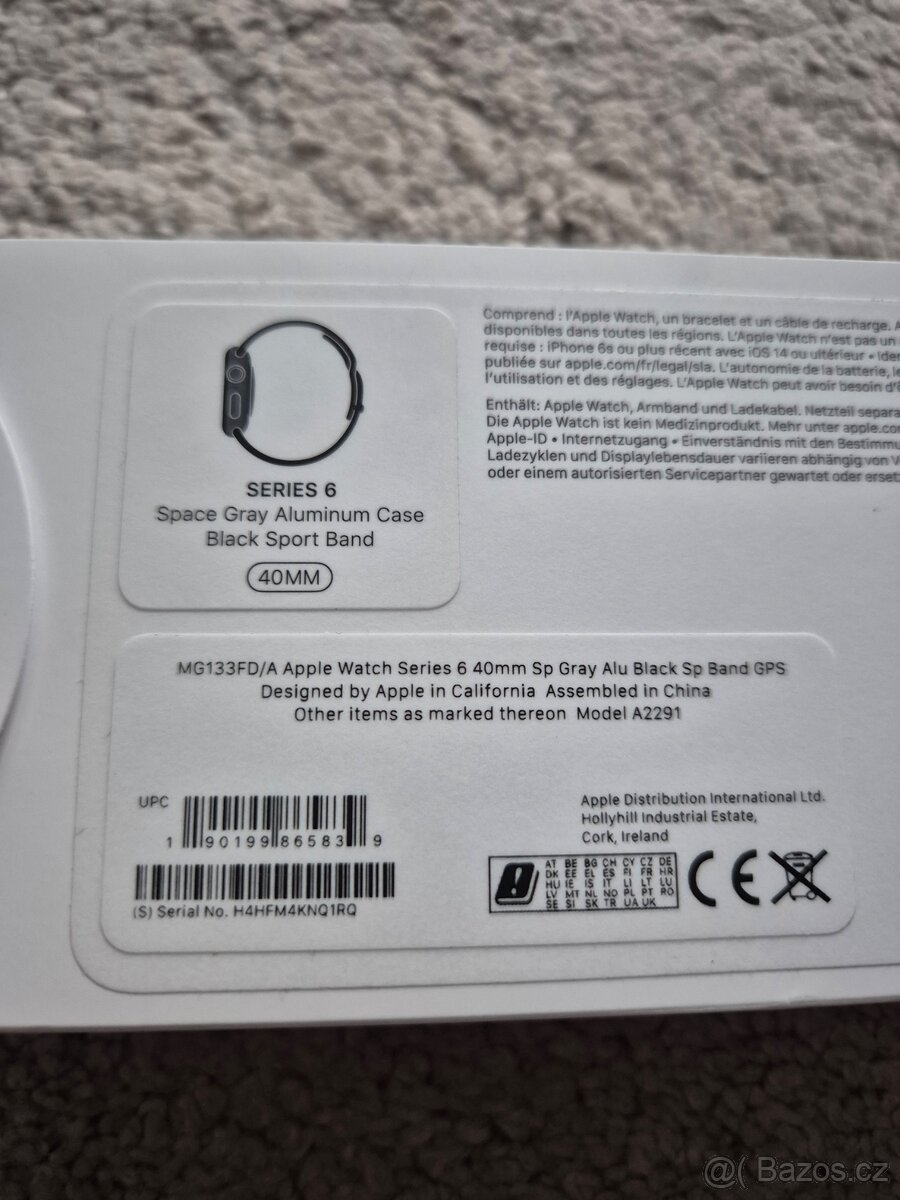 Comprend : l'Apple Watch, un bracelet et un câble de recharge. A
disponibles dans toutes les régions. L'Apple Watch n'est pas un
requise : iPhone 6s ou plus récent avec iOS 14 ou ultérieur • Iden
publiée sur apple.com/fr/legal/sla. L'autonomie de la batterie, le
l'utilisation et des réglages. L'Apple Watch peut avoir besoin d'ê
Enthält: Apple Watch, Armband und Ladekabel. Netzteil separa
Die Apple Watch ist kein Medizinprodukt. Mehr unter apple.co
Apple-ID • Internetzugang • Einverständnis mit den Bestimmu
Ladezyklen und Displaylebensdauer variieren abhängig von V
oder einem autorisierten Servicepartner gewartet oder erset
SERIES 6
Space Gray Aluminum Case
Black Sport Band
40MM
MG133FD/A Apple Watch Series 6 40mm Sp Gray Alu Black Sp Band GPS
Designed by Apple in California Assembled in China
Other items as marked thereon Model A2291
UPC
1 90199 86583 9
(S) Serial No. H4HFM4KNQ1RQ
Apple Distribution International Ltd.
Hollyhill Industrial Estate,
Cork, Ireland
AT BE BG CH CY CZ DE
DK EE EL ES FI FR HR
HU IE IS IT LI LT LU
LV MT NL NO PL PT RO
SE SI SK TR UA UK
CE
@( Bazos.cz